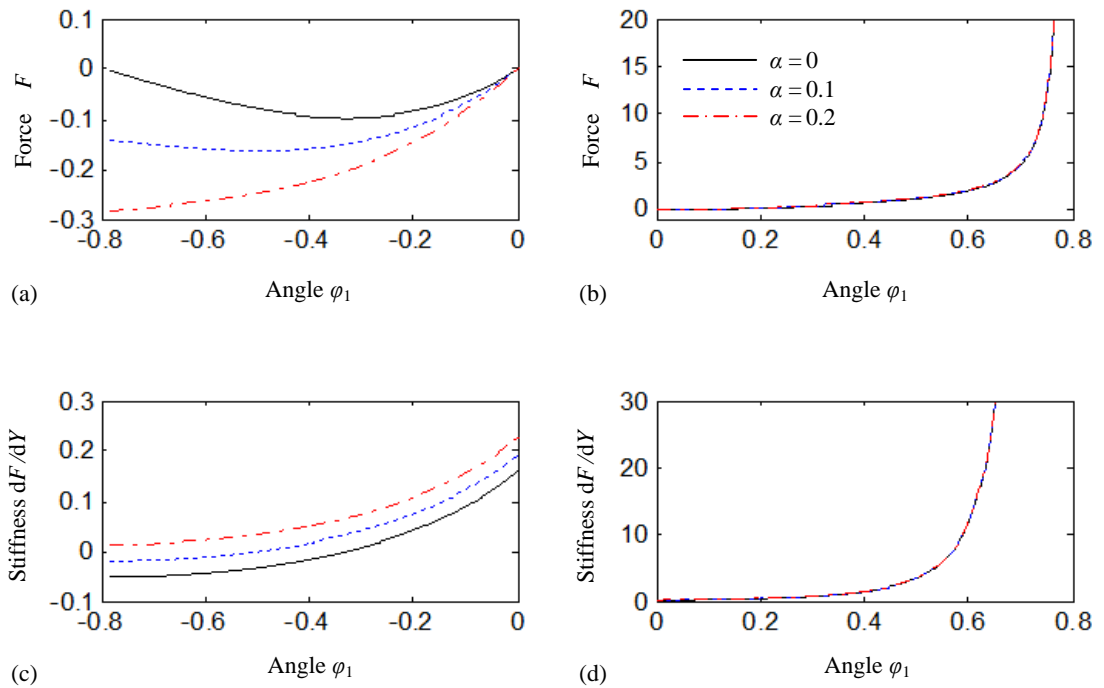 0.1
0
-0.1
-0.2
-0.3
-0.8
-0.6
-0.4
-0.2
0
Force F
Angle φ1
(a)
20
15
10
5
0
0
0.2
0.4
0.6
0.8
Force F
α = 0
α = 0.1
α = 0.2
Angle φ1
(b)
0.3
0.2
0.1
0
-0.1
-0.8
-0.6
-0.4
-0.2
0
Stiffness dF/dY
Angle φ1
(c)
30
20
10
0
0
0.2
0.4
0.6
0.8
Stiffness dF/dY
Angle φ1
(d)